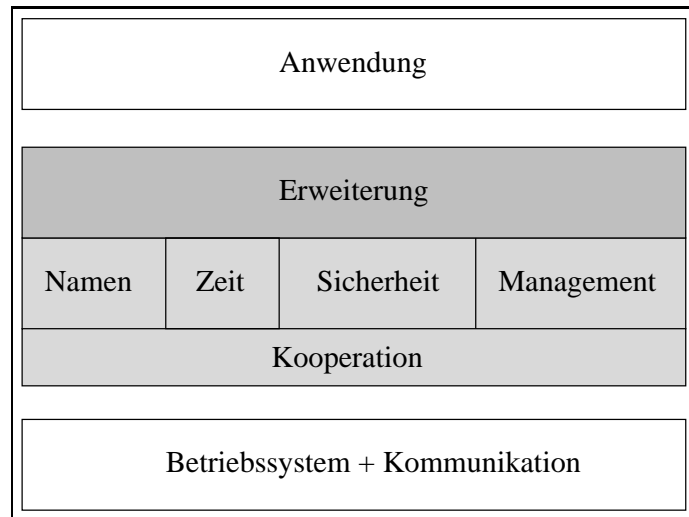 Anwendung
Erweiterung
Namen Zeit Sicherheit Management
Kooperation
Betriebssystem + Kommunikation